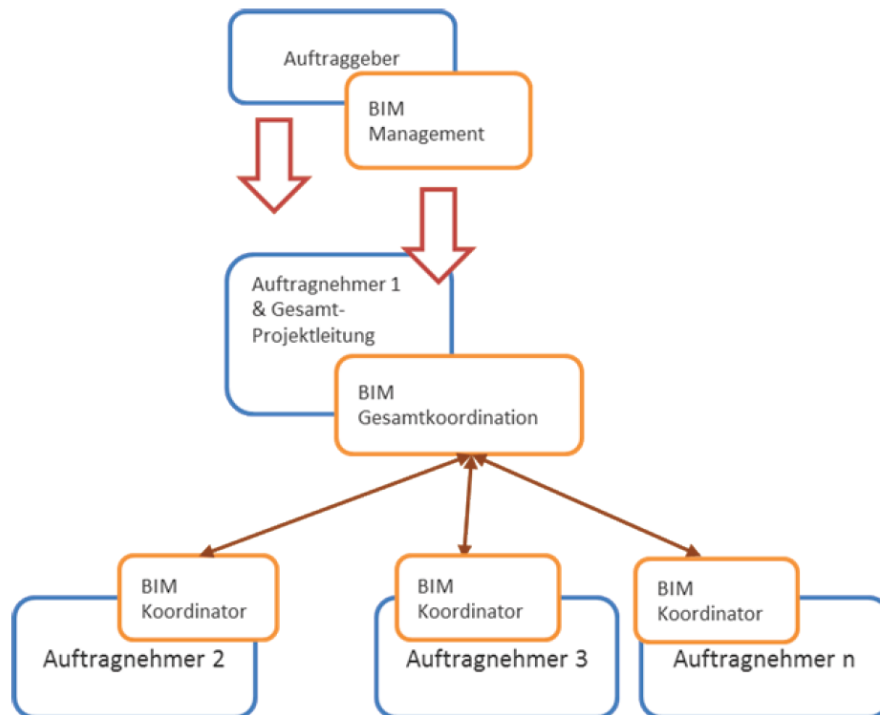 Auftraggeber
BIM
Management
Auftragnehmer 1
& Gesamt-
Projektleitung
BIM
Gesamtkoordination
BIM
Koordinator
Auftragnehmer 2
BIM
Koordinator
Auftragnehmer 3
BIM
Koordinator
Auftragnehmer n